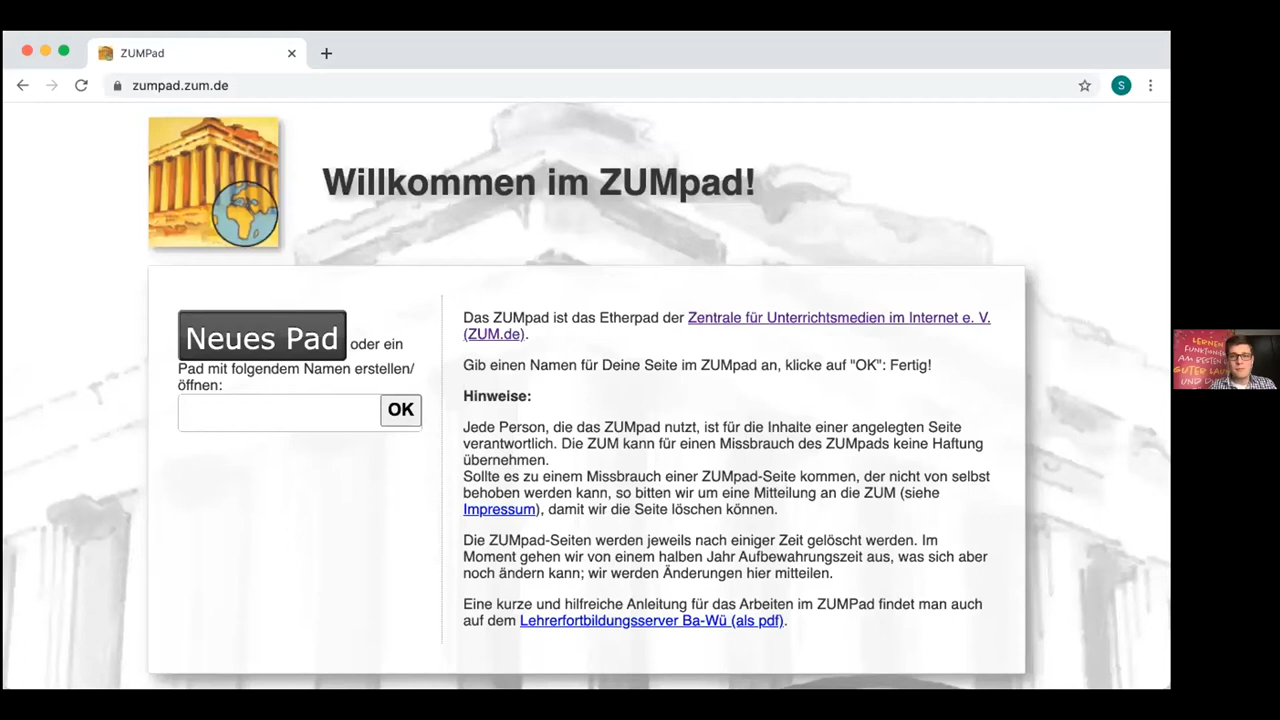 ZUMPad
zumpad.zum.de
S
Willkommen im ZUMpad!
Neues Pad oder ein
Pad mit folgendem Namen erstellen/
öffnen:
OK
Das ZUMpad ist das Etherpad der Zentrale für Unterrichtsmedien im Internet e. V.
(ZUM.de).
Gib einen Namen für Deine Seite im ZUMpad an, klicke auf "OK": Fertig!
Hinweise:
Jede Person, die das ZUMpad nutzt, ist für die Inhalte einer angelegten Seite
verantwortlich. Die ZUM kann für einen Missbrauch des ZUMpads keine Haftung
übernehmen.
Sollte es zu einem Missbrauch einer ZUMpad-Seite kommen, der nicht von selbst
behoben werden kann, so bitten wir um eine Mitteilung an die ZUM (siehe
Impressum), damit wir die Seite löschen können.
Die ZUMpad-Seiten werden jeweils nach einiger Zeit gelöscht werden. Im
Moment gehen wir von einem halben Jahr Aufbewahrungszeit aus, was sich aber
noch ändern kann; wir werden Änderungen hier mitteilen.
Eine kurze und hilfreiche Anleitung für das Arbeiten im ZUMPad findet man auch
auf dem Lehrerfortbildungsserver Ba-Wü (als pdf).
LERNEN
AM BESTEN
GUTER
UND